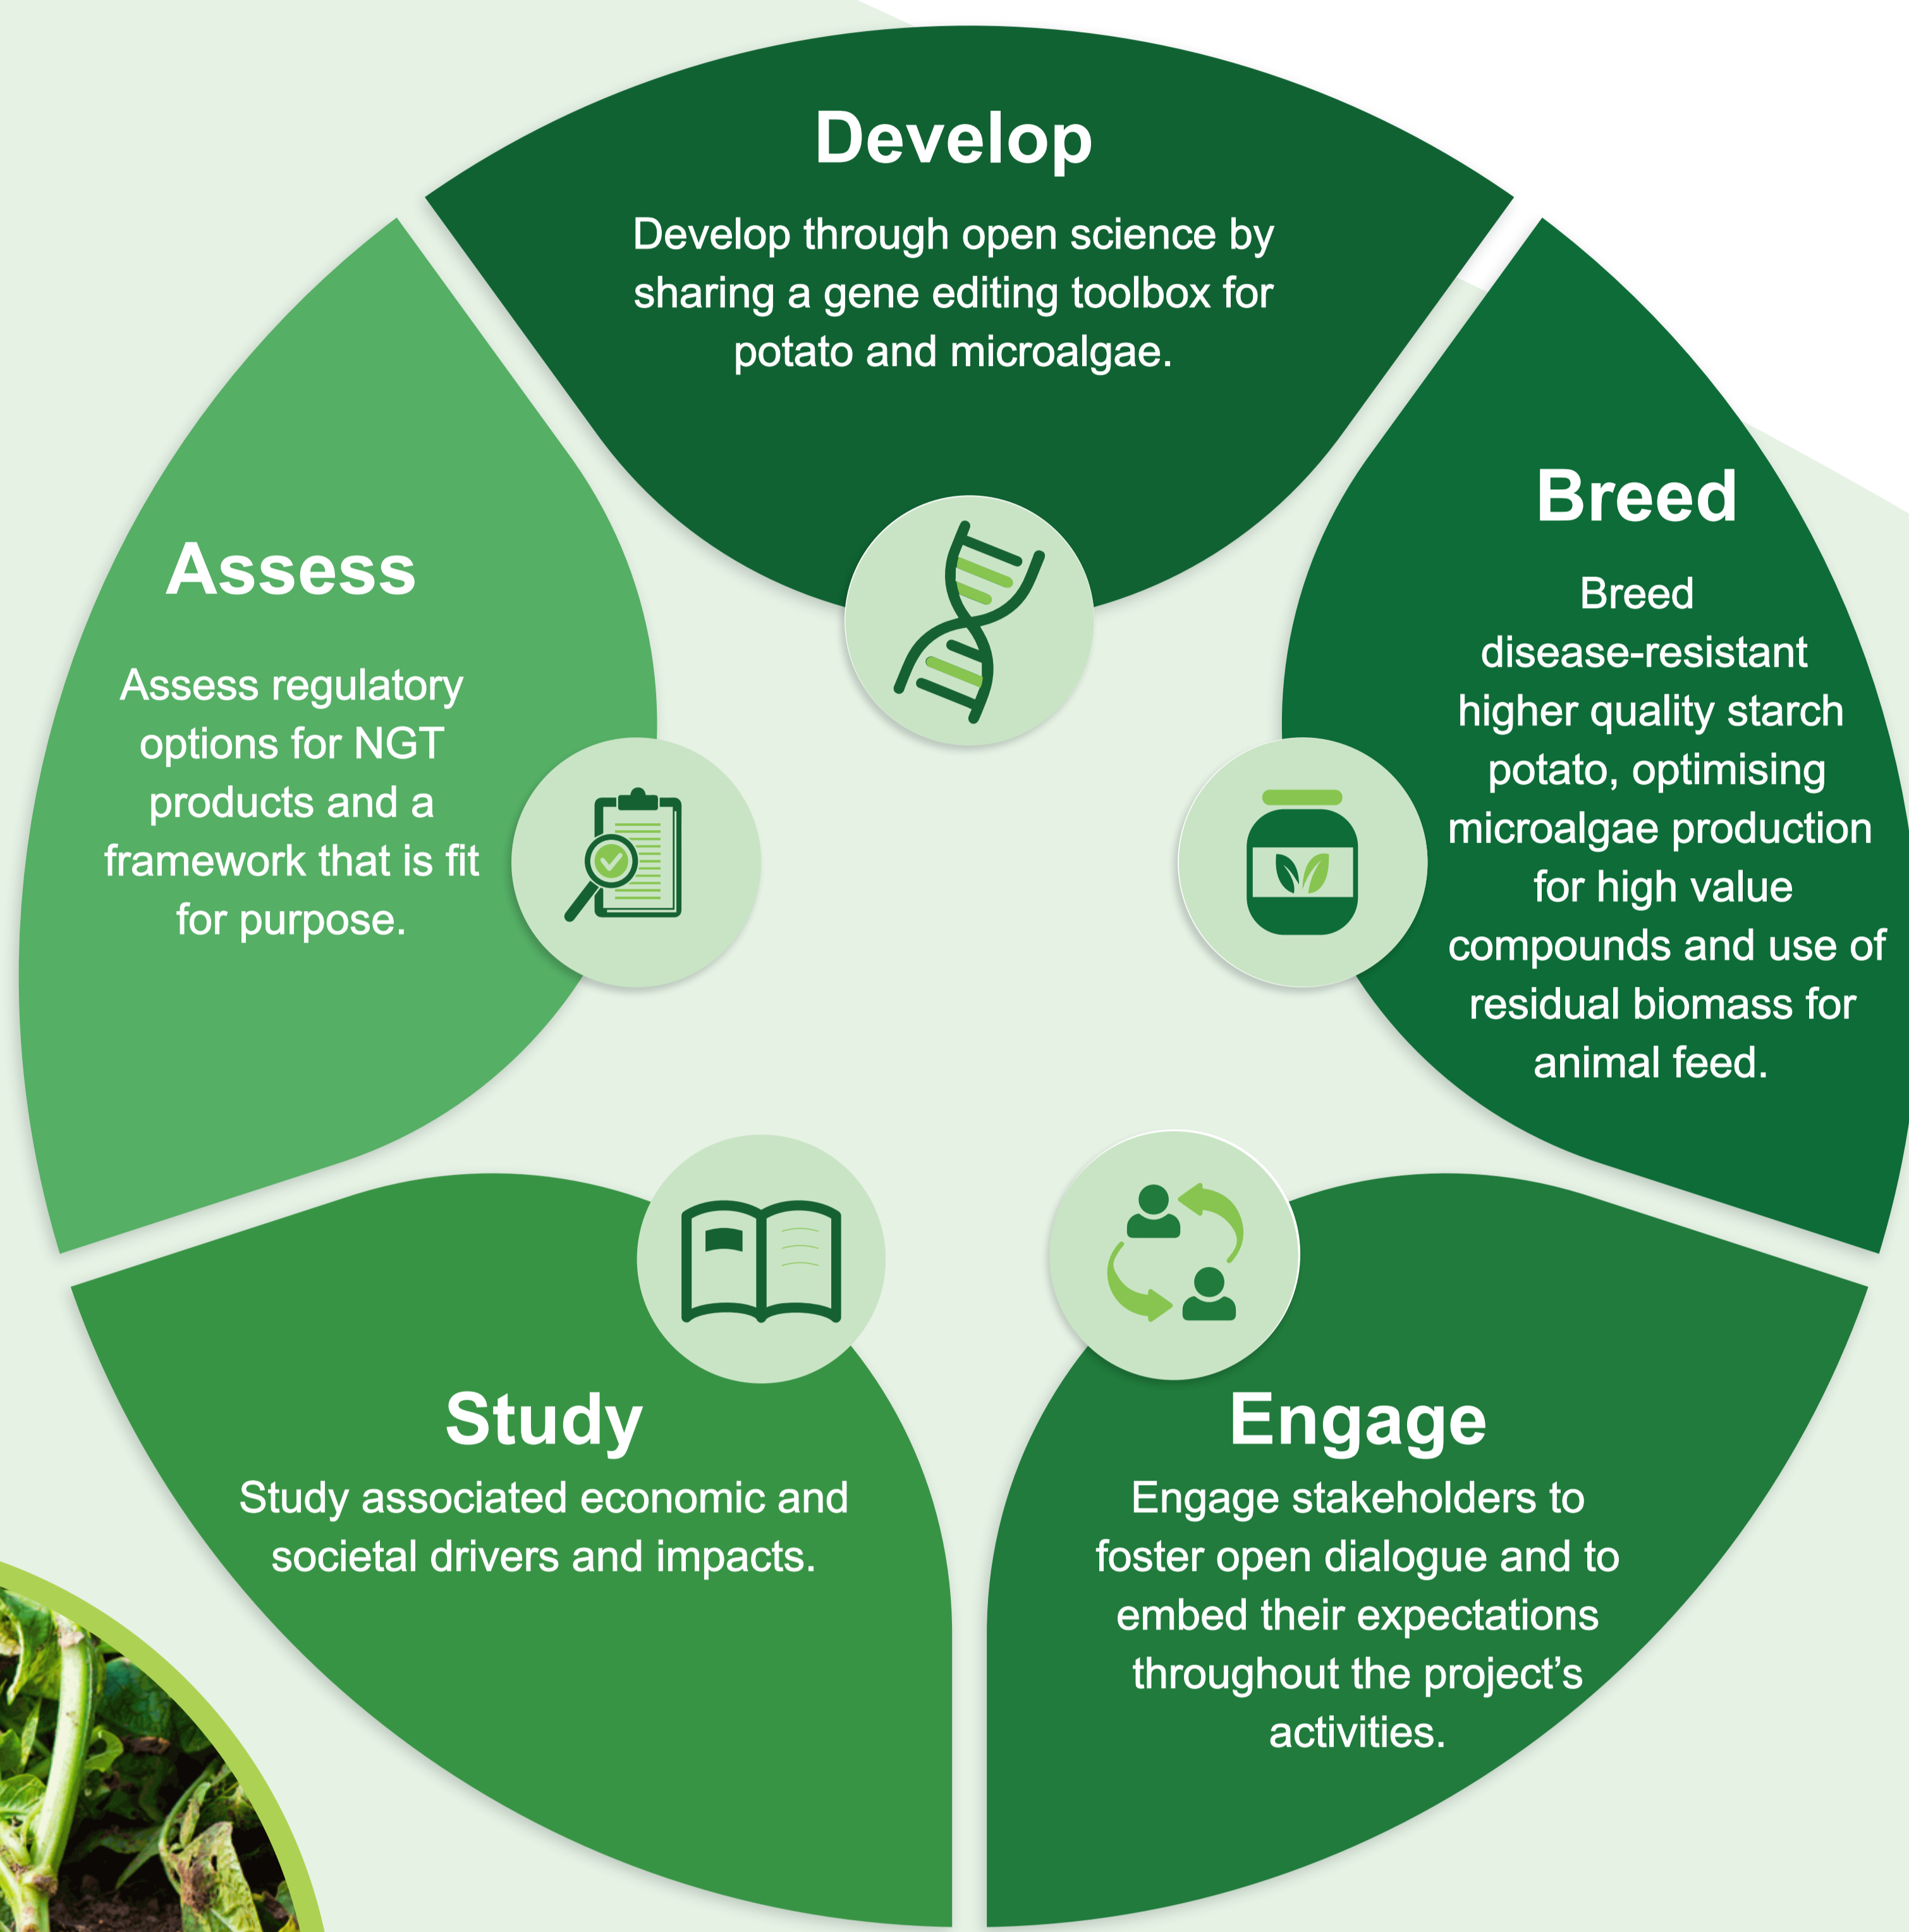 Develop
Develop through open science by
sharing a gene editing toolbox for
potato and microalgae.
Breed
Breed
disease-resistant
higher quality starch
potato, optimising
microalgae production
for high value
compounds and use of
residual biomass for
animal feed.
Engage
Engage stakeholders to
foster open dialogue and to
embed their expectations
throughout the project’s
activities.
Study
Study associated economic and
societal drivers and impacts.
Assess
Assess regulatory
options for NGT
products and a
framework that is fit
for purpose.